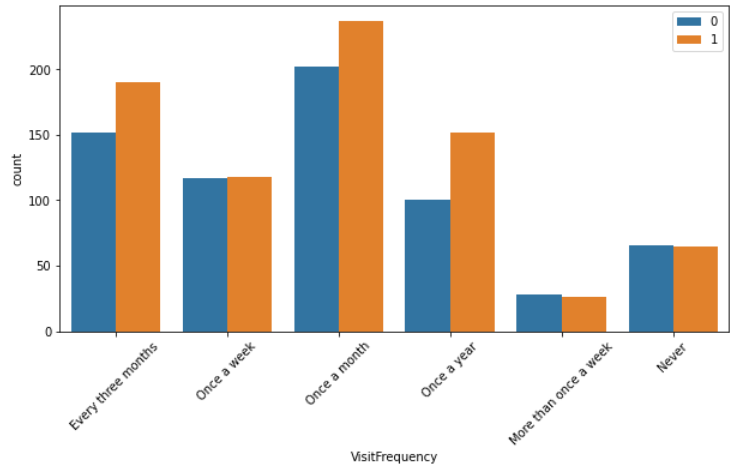 0
1
200
150
100
50
0
count
Every three months
Once a week
Once a month
Once a year
More than once a week
Never
VisitFrequency